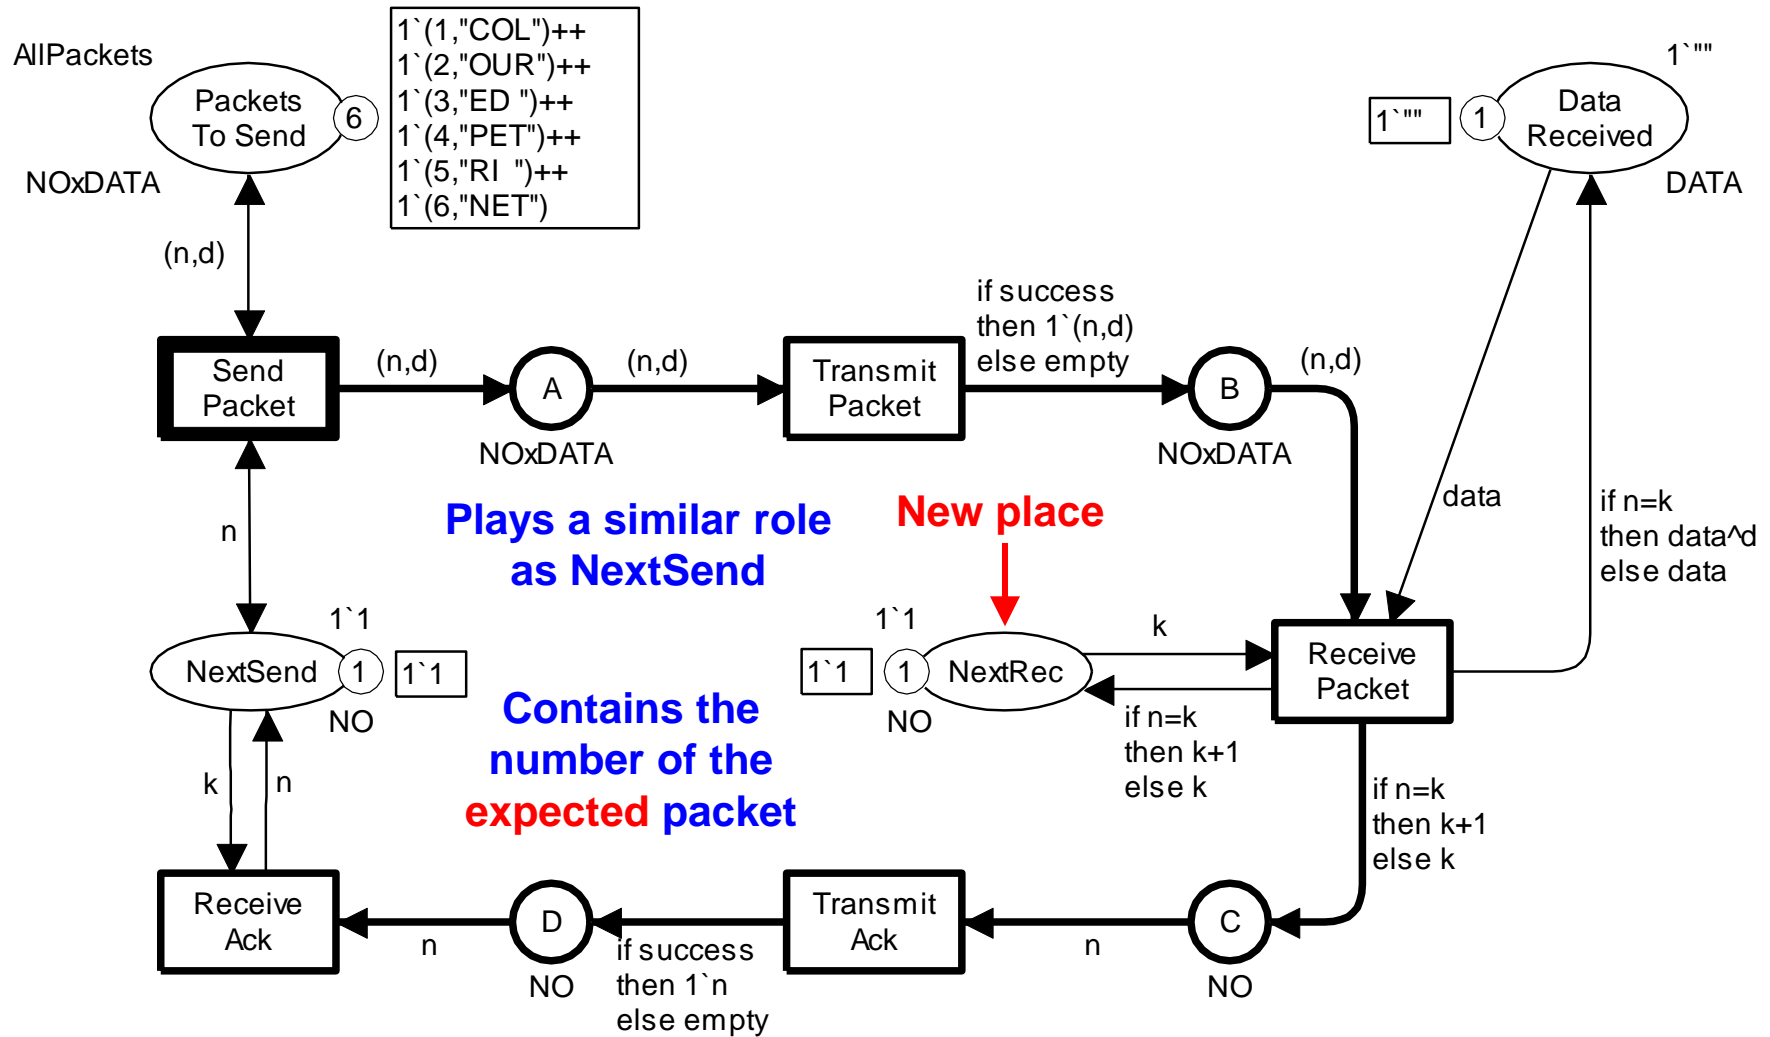 AllPackets
Packets
To Send
6
1`(1,"COL")++
1`(2,"OUR")++
1`(3,"ED ")++
1`(4,"PET")++
1`(5,"RI ")++
1`(6,"NET")
NOxDATA
1`""
1`""
1
Data
Received
DATA
(n,d)
Send
Packet
(n,d)
A
NOxDATA
(n,d)
Transmit
Packet
if success
then 1`(n,d)
else empty
B
NOxDATA
(n,d)
data
if n=k
then data^d
else data
n
Plays a similar role
as NextSend
New place
1`1
NextSend
1
1`1
NO
1`1
1`1
1
NextRec
NO
k
if n=k
then k+1
else k
Receive
Packet
Contains the
number of the
expected packet
k
n
if n=k
then k+1
else k
Receive
Ack
n
D
NO
if success
then 1`n
else empty
Transmit
Ack
n
C
NO